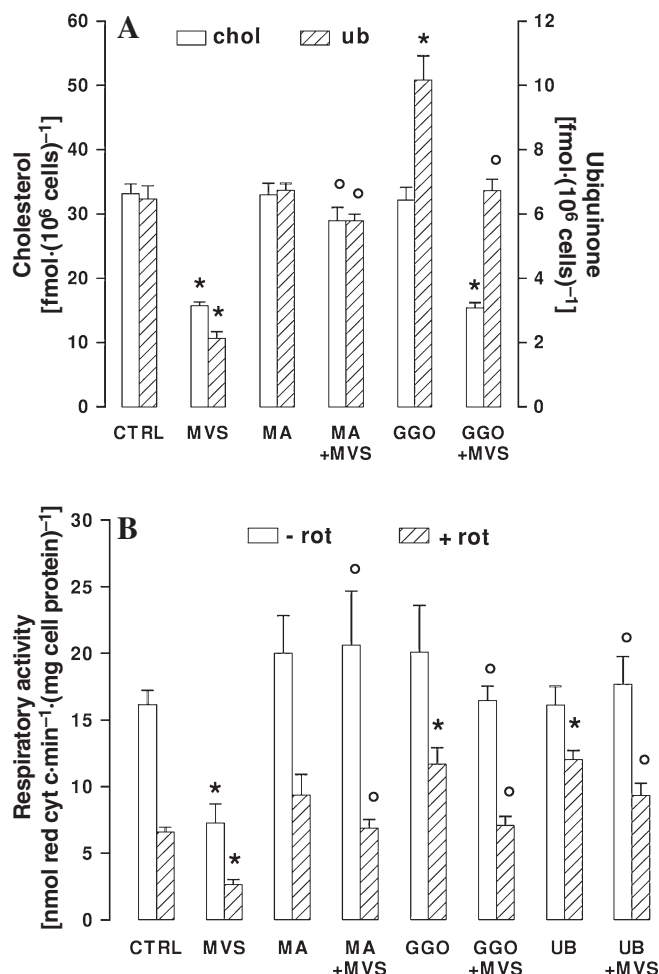 A
chol
ub
Cholesterol
[fmol·(10⁶ cells)⁻¹]
60
50
40
30
20
10
0
12
10
8
6
4
2
0
Ubiquinone
[fmol·(10⁶ cells)⁻¹]
*
*
*
*
CTRL MVS MA MA GGO GGO
+MVS +MVS
B
- rot
+ rot
Respiratory activity
[nmol red cyt c·min⁻¹·(mg cell protein)⁻¹]
30
25
20
15
10
5
0
*
*
*
*
CTRL MVS MA MA GGO GGO UB UB
+MVS +MVS +MVS